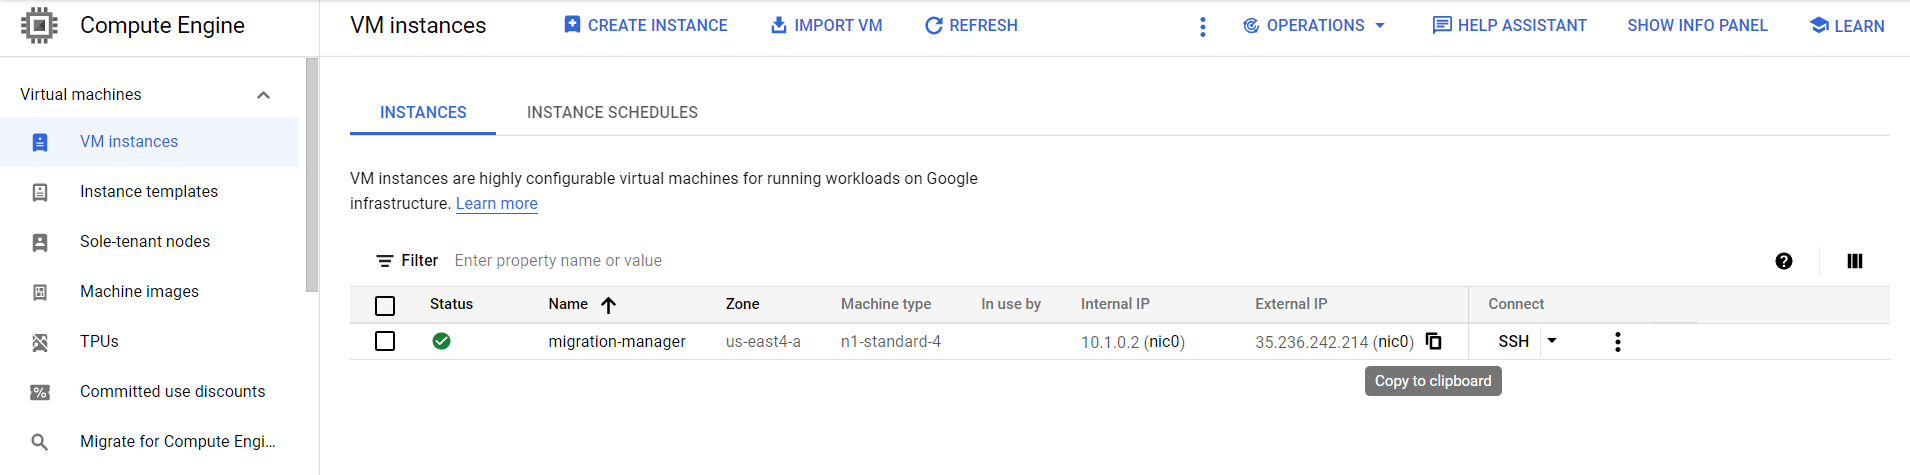 Compute Engine
VM instances
CREATE INSTANCE
IMPORT VM
REFRESH
OPERATIONS
HELP ASSISTANT
SHOW INFO PANEL
LEARN
Virtual machines
VM instances
Instance templates
Sole-tenant nodes
Machine images
TPUs
Committed use discounts
Migrate for Compute Engi...
INSTANCES
INSTANCE SCHEDULES
VM instances are highly configurable virtual machines for running workloads on Google
infrastructure. Learn more
Filter Enter property name or value
Status Name Zone Machine type In use by Internal IP External IP Connect
migration-manager us-east4-a n1-standard-4 10.1.0.2 (nic0) 35.236.242.214 (nic0) SSH
Copy to clipboard